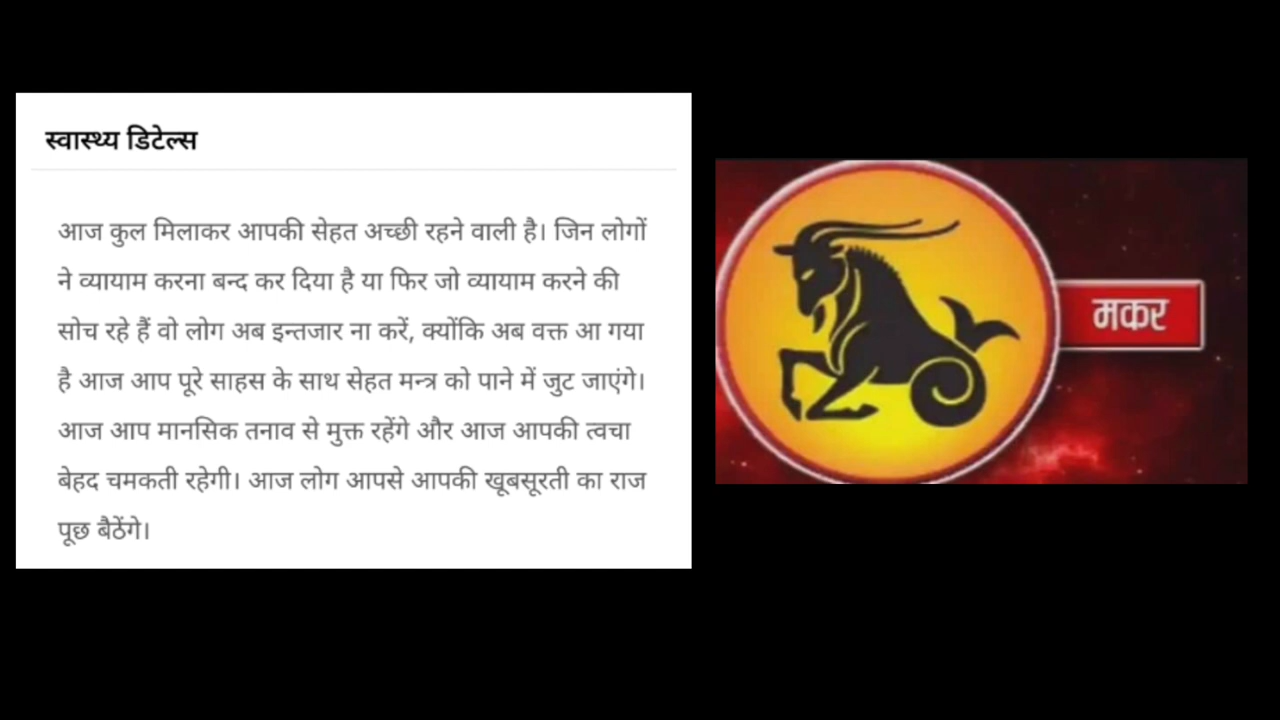 स्वास्थ्य डिटेल्स
आज कुल मिलाकर आपकी सेहत अच्छी रहने वाली है। जिन लोगों
ने व्यायाम करना बन्द कर दिया है या फिर जो व्यायाम करने की
सोच रहे हैं वो लोग अब इन्तजार ना करें, क्योंकि अब वक्त आ गया
है आज आप पूरे साहस के साथ सेहत मन्त्र को पाने में जुट जाएंगे।
आज आप मानसिक तनाव से मुक्त रहेंगे और आज आपकी त्वचा
बेहद चमकती रहेगी। आज लोग आपसे आपकी खूबसूरती का राज
पूछ बैठेंगे।
मकर